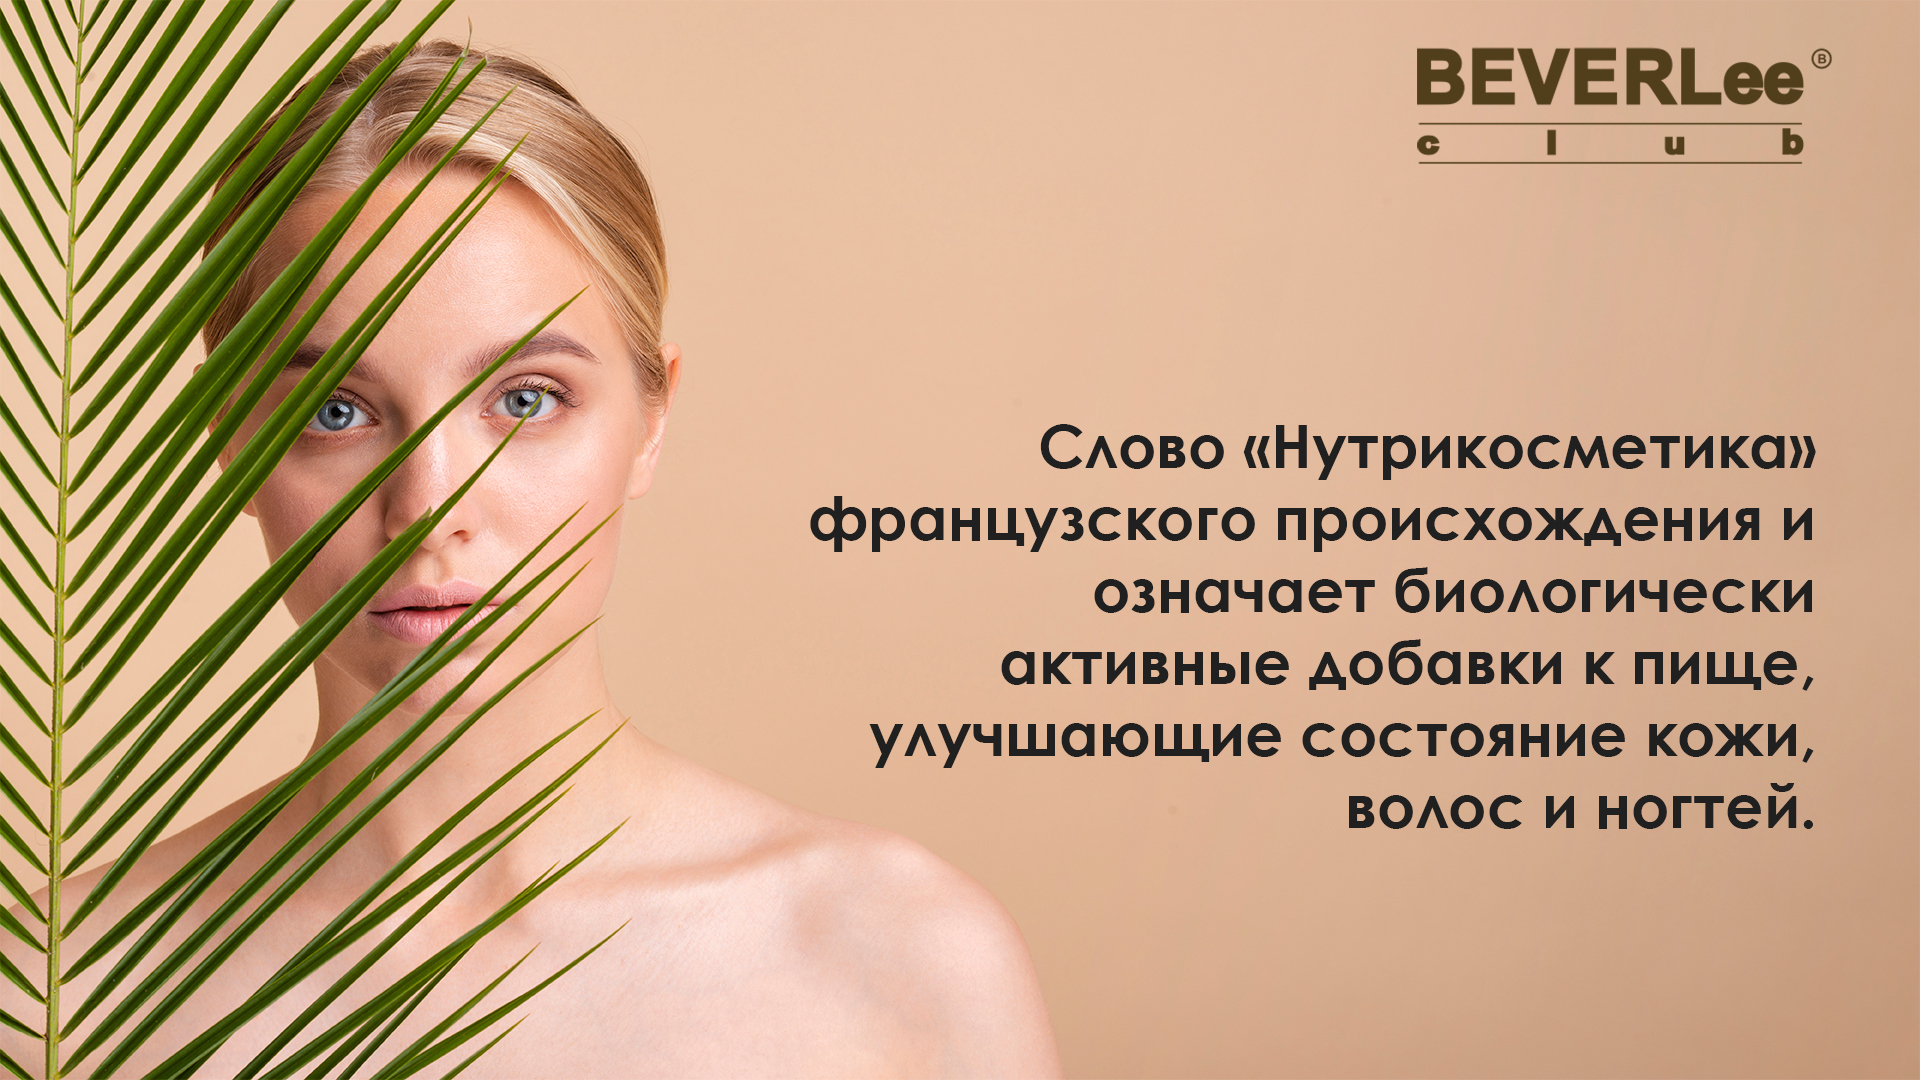 BEVERLee®
club
Слово «Нутрикосметика»
французского происхождения и
означает биологически
активные добавки к пище,
улучшающие состояние кожи,
волос и ногтей.